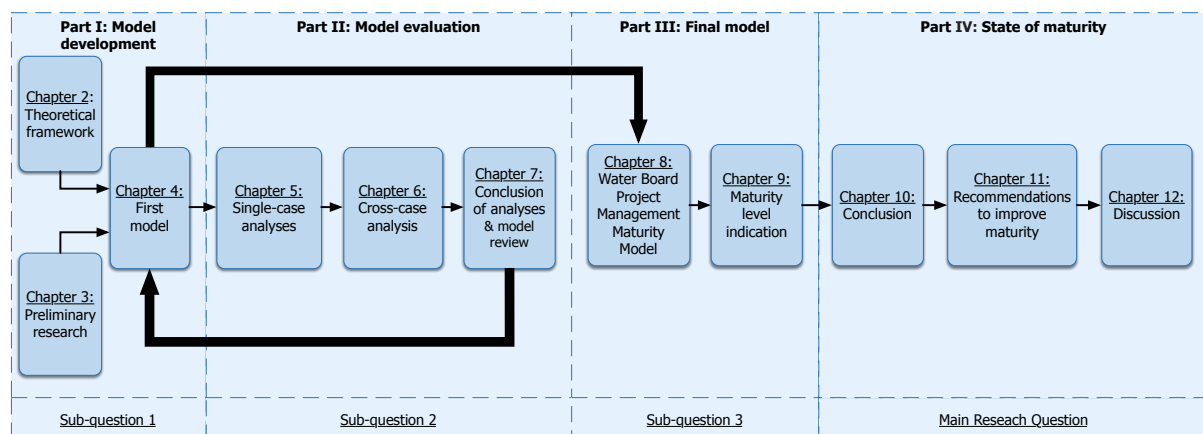 Part I: Model
development
Part II: Model evaluation
Part III: Final model
Part IV: State of maturity
Chapter 2:
Theoretical
framework
Chapter 3:
Preliminary
research
Chapter 4:
First
model
Chapter 5:
Single-case
analyses
Chapter 6:
Cross-case
analysis
Chapter 7:
Conclusion
of analyses
& model
review
Chapter 8:
Water Board
Project
Management
Maturity
Model
Chapter 9:
Maturity
level
indication
Chapter 10:
Conclusion
Chapter 11:
Recommendations
to improve
maturity
Chapter 12:
Discussion
Sub-question 1
Sub-question 2
Sub-question 3
Main Reseach Question